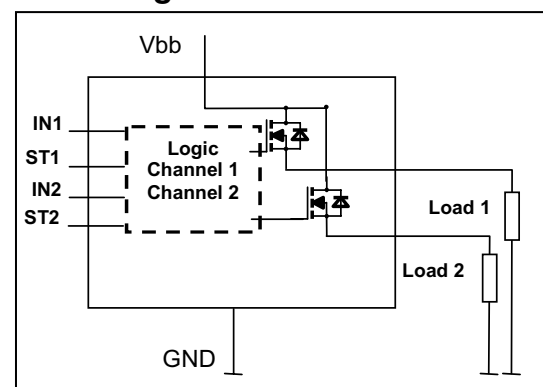 Vbb
IN1
ST1
IN2
ST2
Logic
Channel 1
Channel 2
Load 1
Load 2
GND